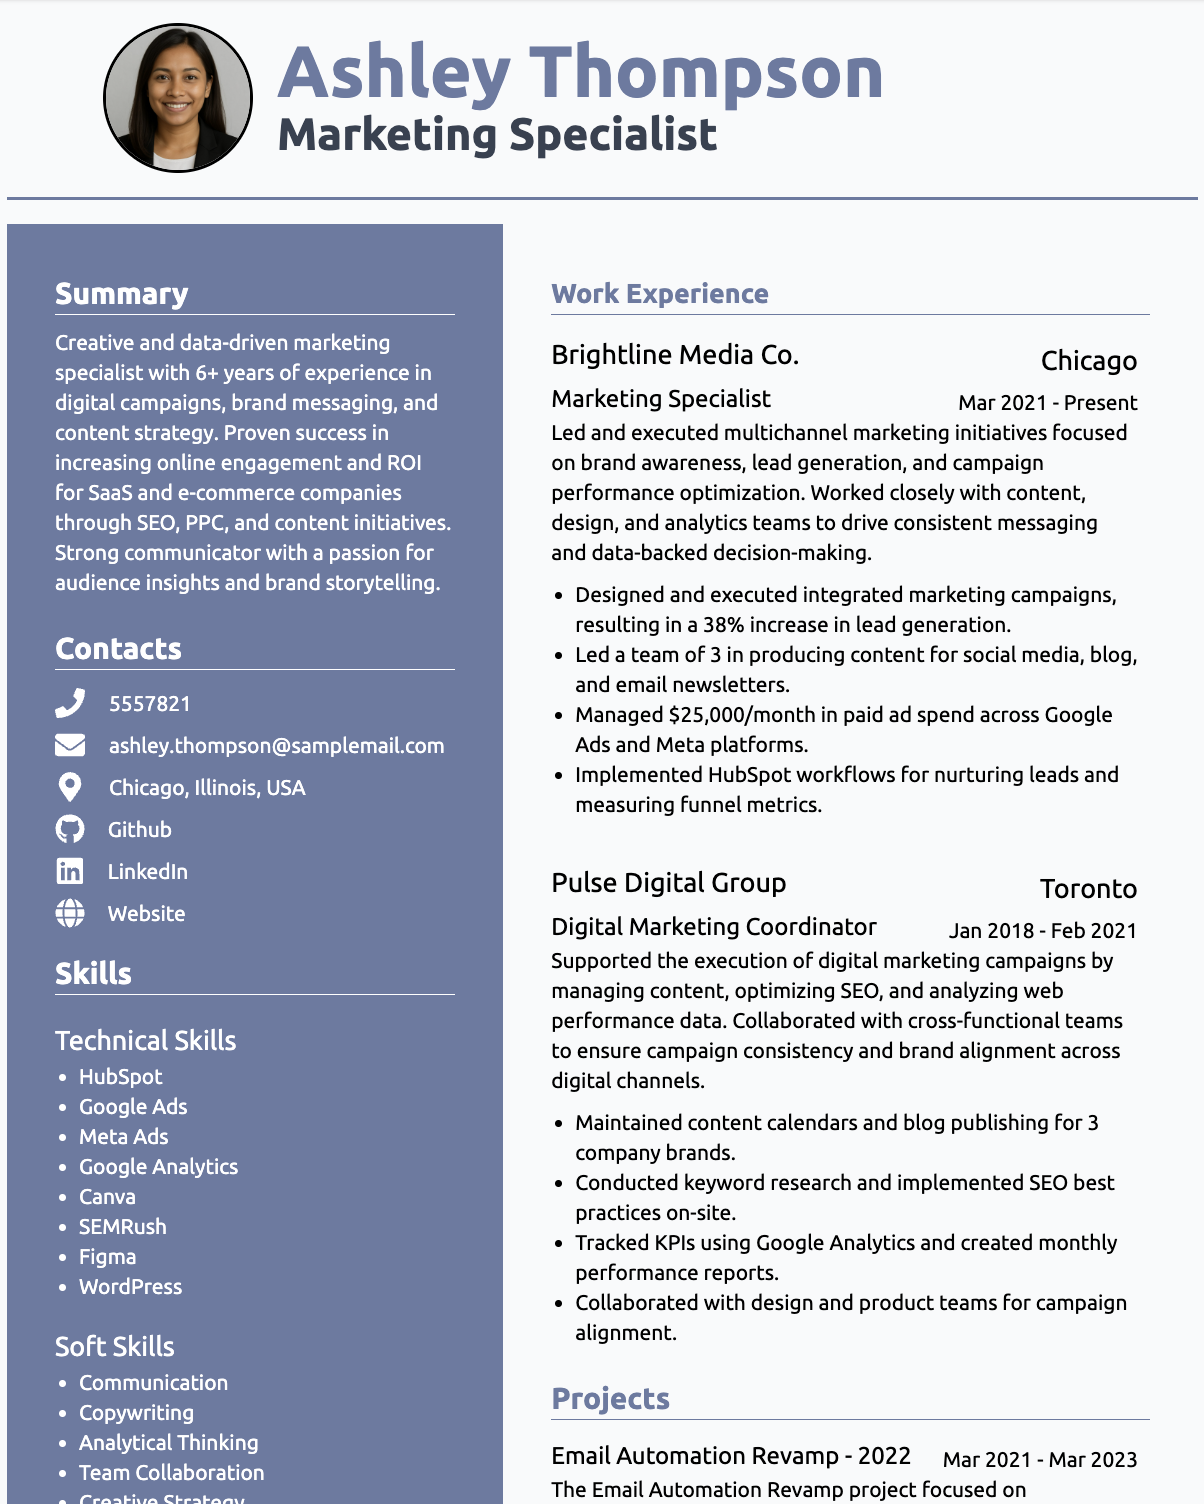 Ashley Thompson
Marketing Specialist
Summary
Creative and data-driven marketing
specialist with 6+ years of experience in
digital campaigns, brand messaging, and
content strategy. Proven success in
increasing online engagement and ROI
for SaaS and e-commerce companies
through SEO, PPC, and content initiatives.
Strong communicator with a passion for
audience insights and brand storytelling.
Contacts
5557821
ashley.thompson@samplemail.com
Chicago, Illinois, USA
Github
LinkedIn
Website
Skills
Technical Skills
• HubSpot
• Google Ads
• Meta Ads
• Google Analytics
• Canva
• SEMRush
• Figma
• WordPress
Soft Skills
• Communication
• Copywriting
• Analytical Thinking
• Team Collaboration
• Creative Strategy
Work Experience
Brightline Media Co. Chicago
Marketing Specialist Mar 2021 - Present
Led and executed multichannel marketing initiatives focused
on brand awareness, lead generation, and campaign
performance optimization. Worked closely with content,
design, and analytics teams to drive consistent messaging
and data-backed decision-making.
• Designed and executed integrated marketing campaigns,
resulting in a 38% increase in lead generation.
• Led a team of 3 in producing content for social media, blog,
and email newsletters.
• Managed $25,000/month in paid ad spend across Google
Ads and Meta platforms.
• Implemented HubSpot workflows for nurturing leads and
measuring funnel metrics.
Pulse Digital Group Toronto
Digital Marketing Coordinator Jan 2018 - Feb 2021
Supported the execution of digital marketing campaigns by
managing content, optimizing SEO, and analyzing web
performance data. Collaborated with cross-functional teams
to ensure campaign consistency and brand alignment across
digital channels.
• Maintained content calendars and blog publishing for 3
company brands.
• Conducted keyword research and implemented SEO best
practices on-site.
• Tracked KPIs using Google Analytics and created monthly
performance reports.
• Collaborated with design and product teams for campaign
alignment.
Projects
Email Automation Revamp - 2022 Mar 2021 - Mar 2023
The Email Automation Revamp project focused on